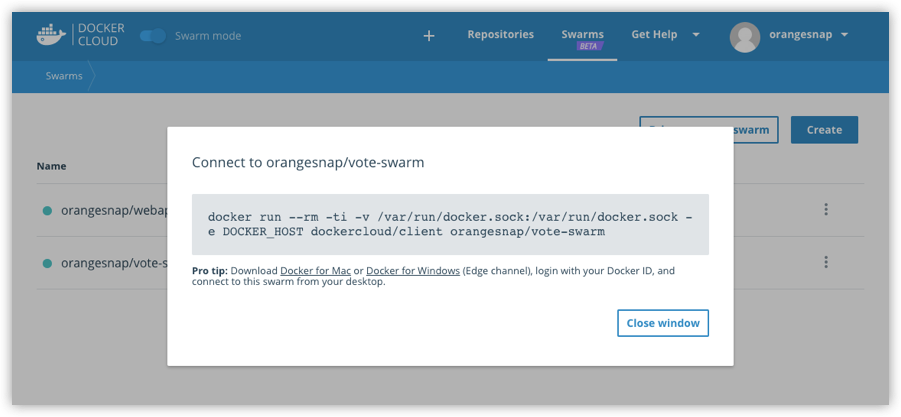 DOCKER
CLOUD
Swarm mode
+
Repositories
Swarms
BETA
Get Help
orangesnap
Swarms
swarm
Create
Name
Connect to orangesnap/vote-swarm
docker run --rm -ti -v /var/run/docker.sock:/var/run/docker.sock -
e DOCKER_HOST dockercloud/client orangesnap/vote-swarm
orangesnap/webap
orangesnap/vote-s
Pro tip: Download Docker for Mac or Docker for Windows (Edge channel), login with your Docker ID, and
connect to this swarm from your desktop.
Close window